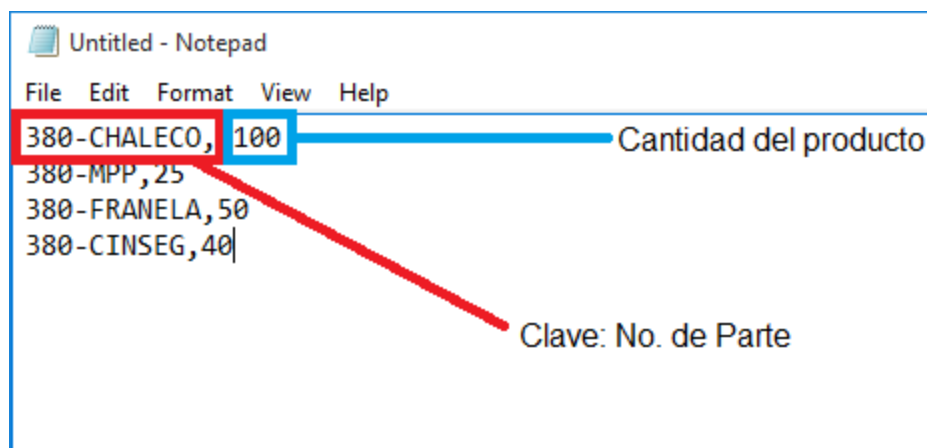 Untitled - Notepad
File Edit Format View Help
380-CHALECO, 100
Cantidad del producto
380-MPP,25
380-FRANELA,50
380-CINSEG,40
Clave: No. de Parte